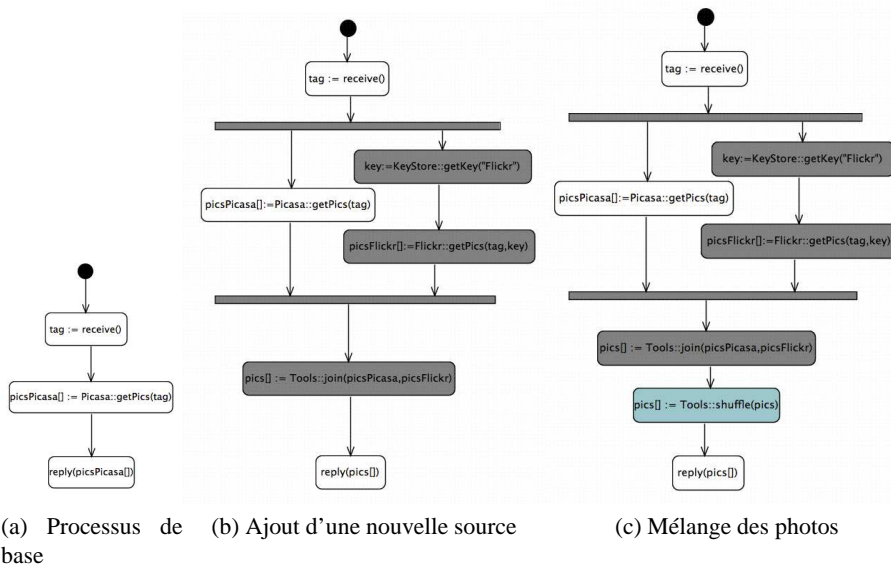 tag := receive()
picsPicasa[] := Picasa::getPics(tag)
reply(picsPicasa[])
(a) Processus de
base
tag := receive()
key:=KeyStore::getKey("Flickr")
picsPicasa[]:=Picasa::getPics(tag)
picsFlickr[]:=Flickr::getPics(tag,key)
pics[] := Tools::join(picsPicasa,picsFlickr)
reply(pics[])
(b) Ajout d’une nouvelle source
tag := receive()
key:=KeyStore::getKey("Flickr")
picsPicasa[]:=Picasa::getPics(tag)
picsFlickr[]:=Flickr::getPics(tag,key)
pics[] := Tools::join(picsPicasa,picsFlickr)
pics[] := Tools::shuffle(pics)
reply(pics[])
(c) Mélange des photos